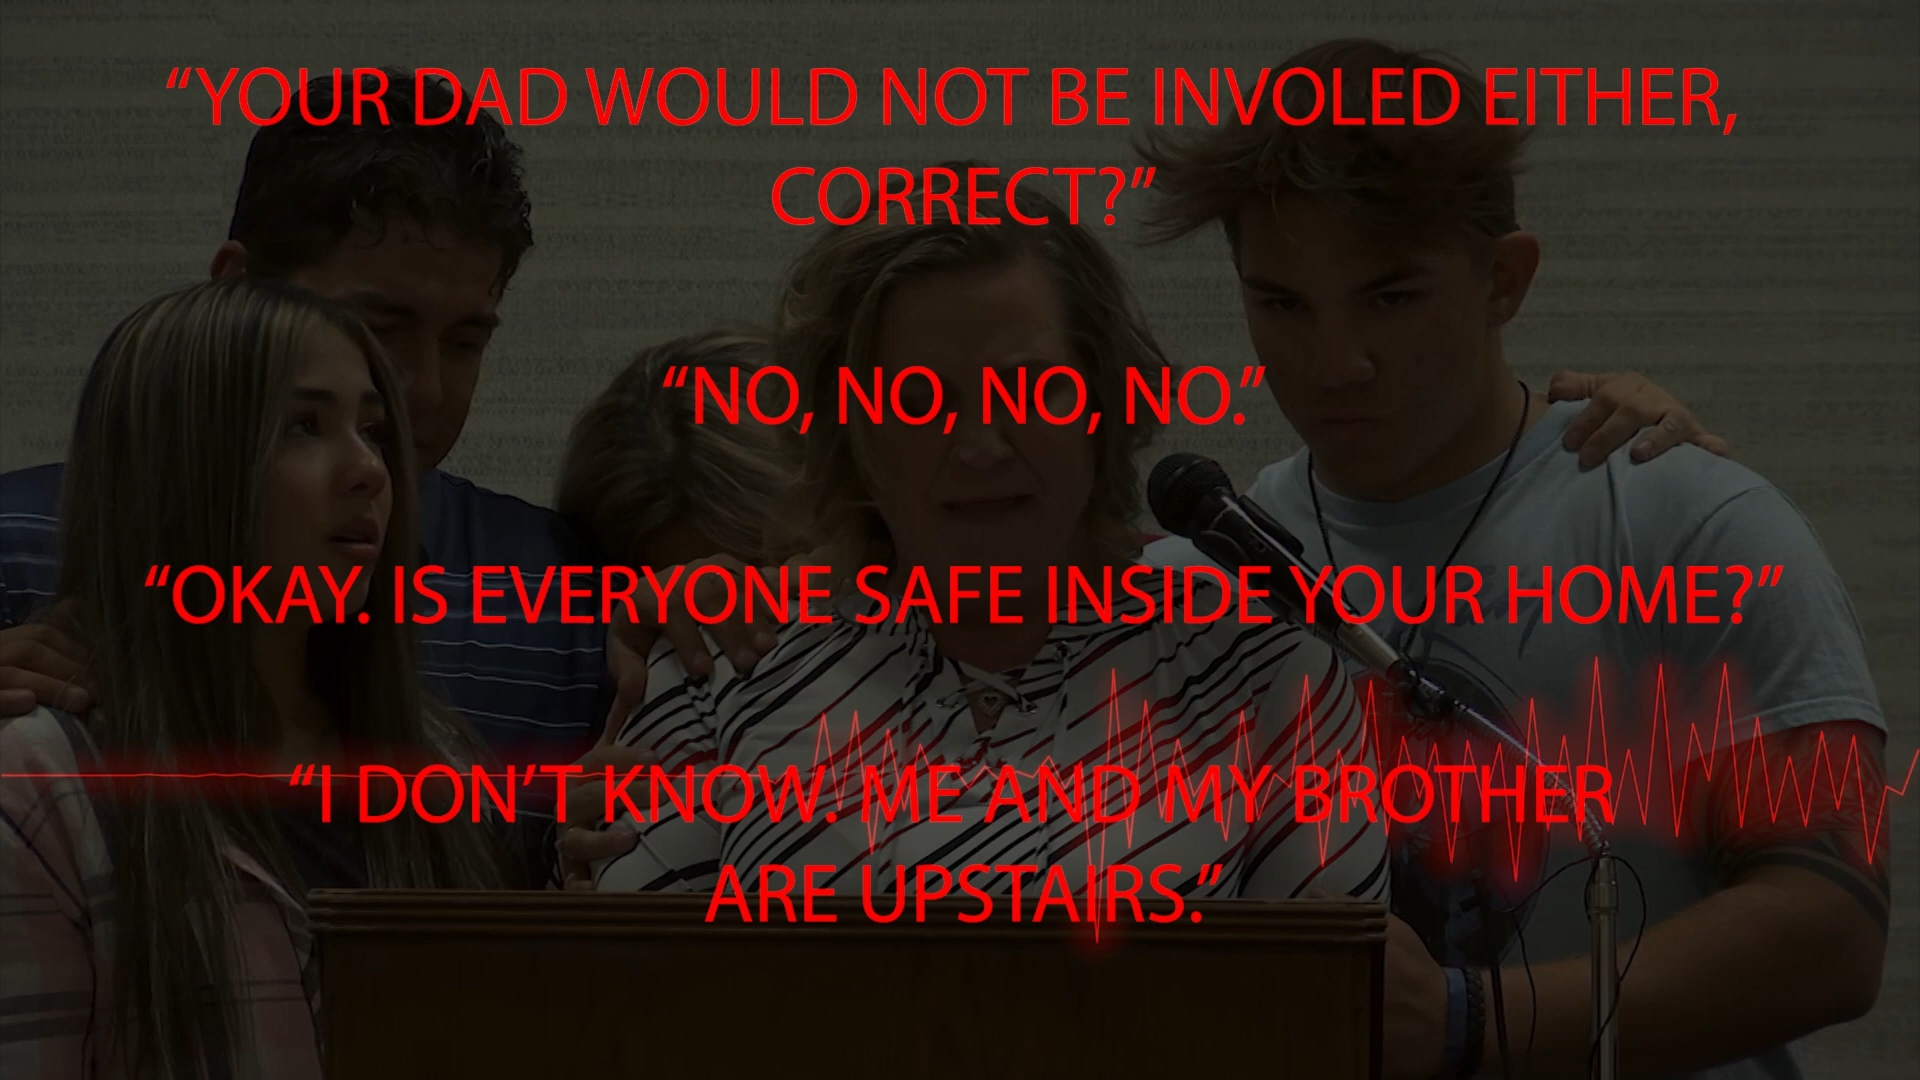 “YOUR DAD WOULD NOT BE INVOLED EITHER,
CORRECT?”
“NO, NO, NO, NO.”
“OKAY. IS EVERYONE SAFE INSIDE YOUR HOME?”
“I DON’T KNOW. ME AND MY BROTHER
ARE UPSTAIRS.”